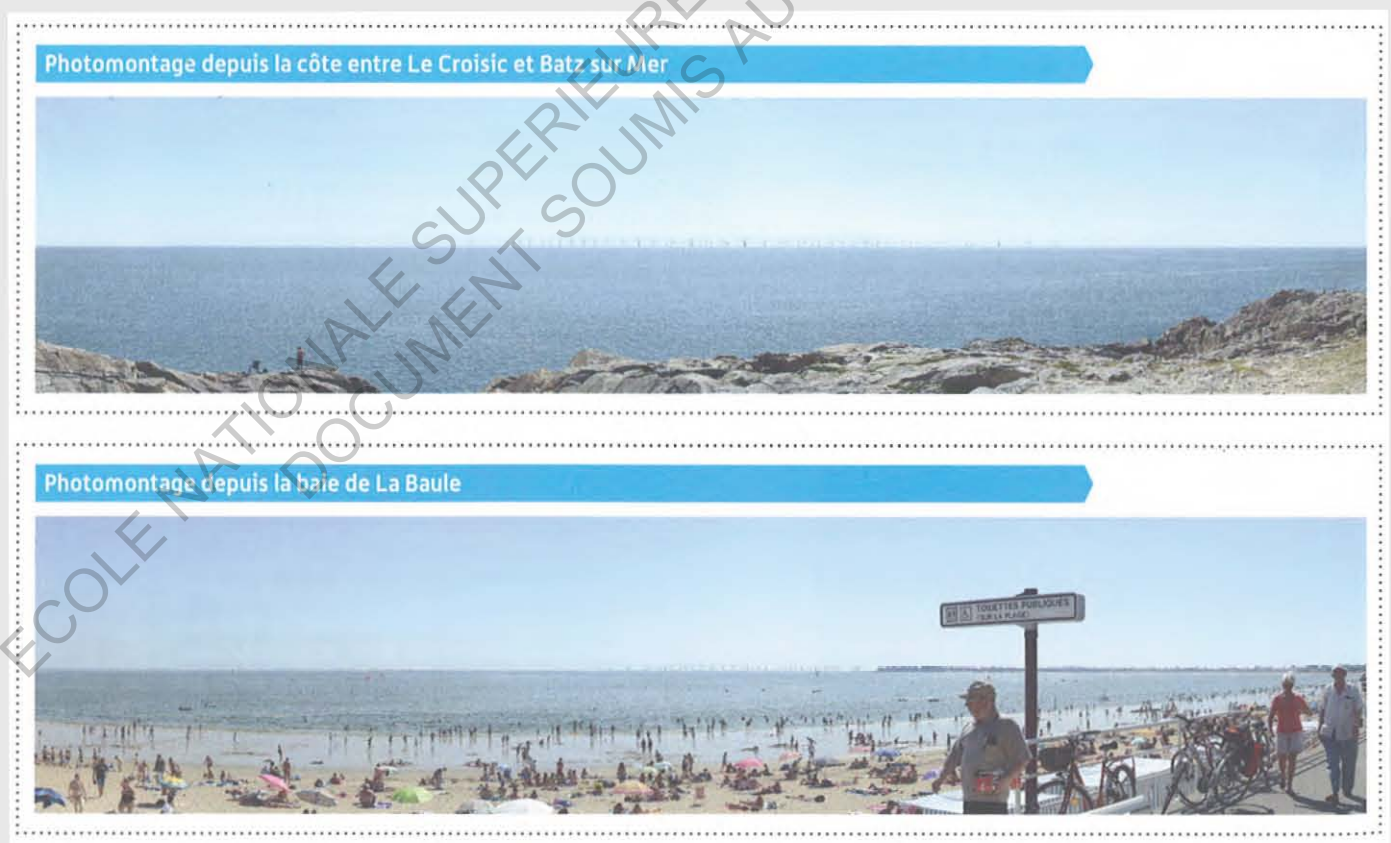 Photomontage depuis la côte entre Le Croisic et Batz sur Mer
Photomontage depuis la baie de La Baule
TOILETTES PUBLIQUES
(SUR LA PLAGE)
ECOLE NATIONALE SUPERIEURE
DOCUMENT SOUMIS AU